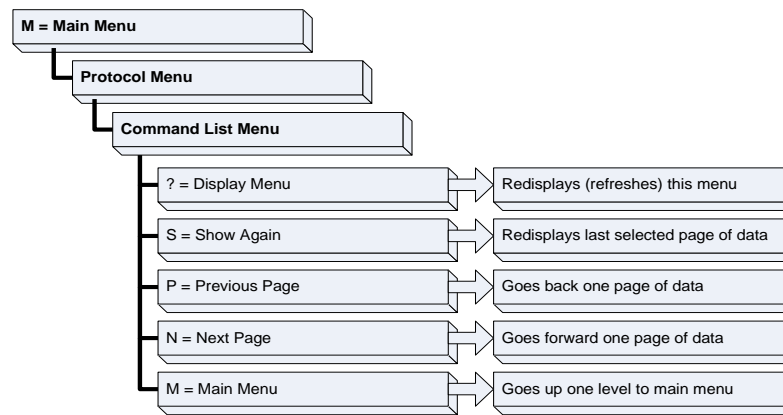 M = Main Menu
Protocol Menu
Command List Menu
? = Display Menu
Redisplays (refreshes) this menu
S = Show Again
Redisplays last selected page of data
P = Previous Page
Goes back one page of data
N = Next Page
Goes forward one page of data
M = Main Menu
Goes up one level to main menu